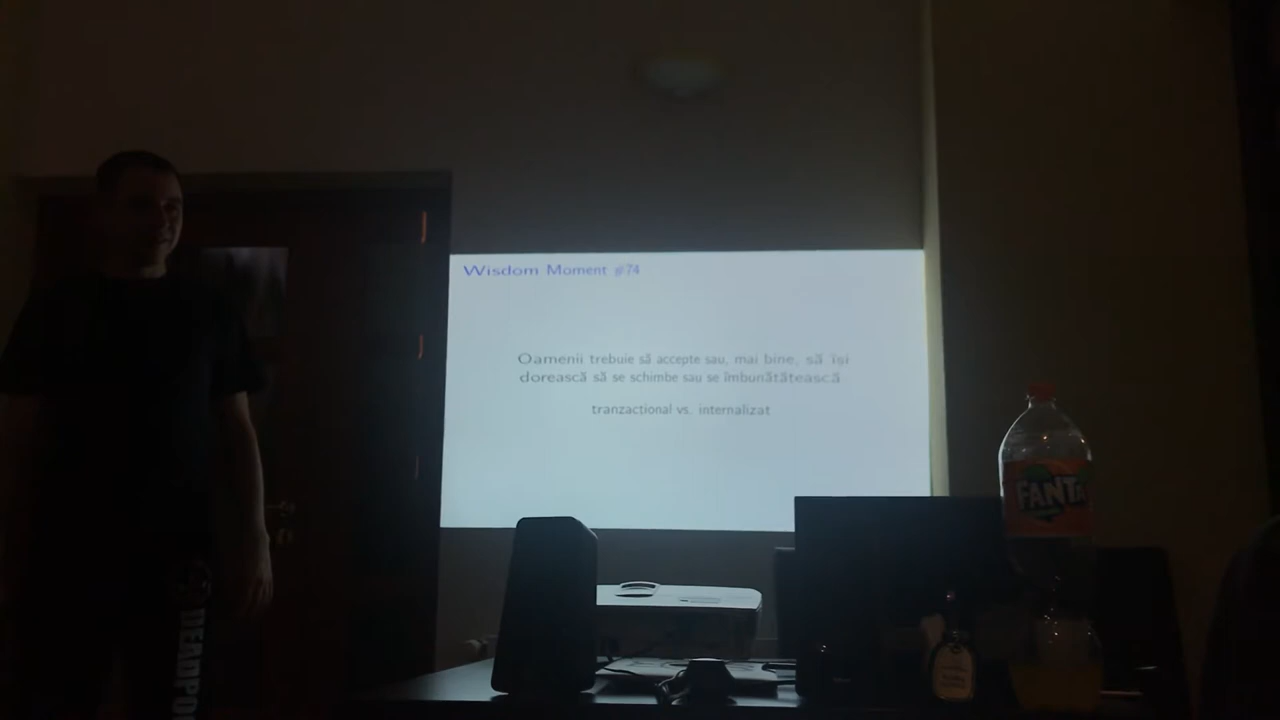 Wisdom Moment #74
Oamenii trebuie să accepte sau, mai bine, să își
dorească să se schimbe sau se îmbunătățească
tranzacțional vs. internalizat
FANTA
DEADPO